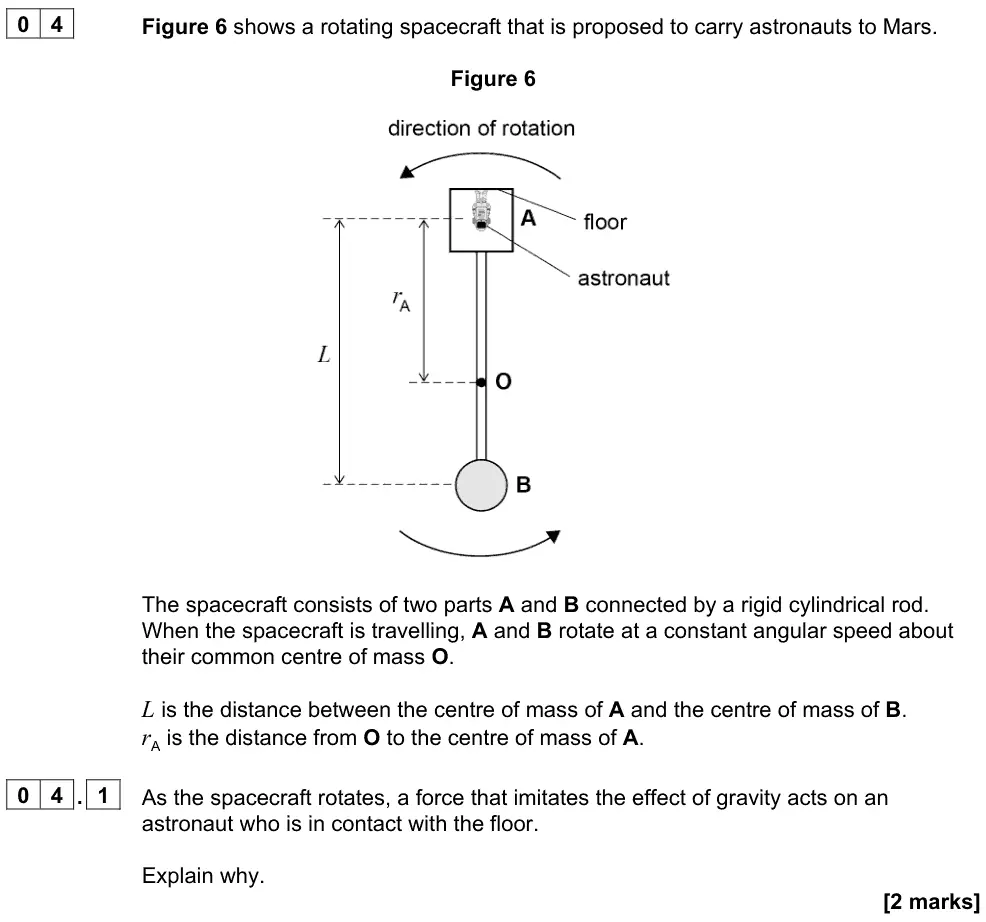 0 4 Figure 6 shows a rotating spacecraft that is proposed to carry astronauts to Mars.
Figure 6
direction of rotation
A
floor
astronaut
rA
L
O
B
The spacecraft consists of two parts A and B connected by a rigid cylindrical rod.
When the spacecraft is travelling, A and B rotate at a constant angular speed about
their common centre of mass O.
L is the distance between the centre of mass of A and the centre of mass of B.
rA is the distance from O to the centre of mass of A.
0 4 . 1 As the spacecraft rotates, a force that imitates the effect of gravity acts on an
astronaut who is in contact with the floor.
Explain why.
[2 marks]